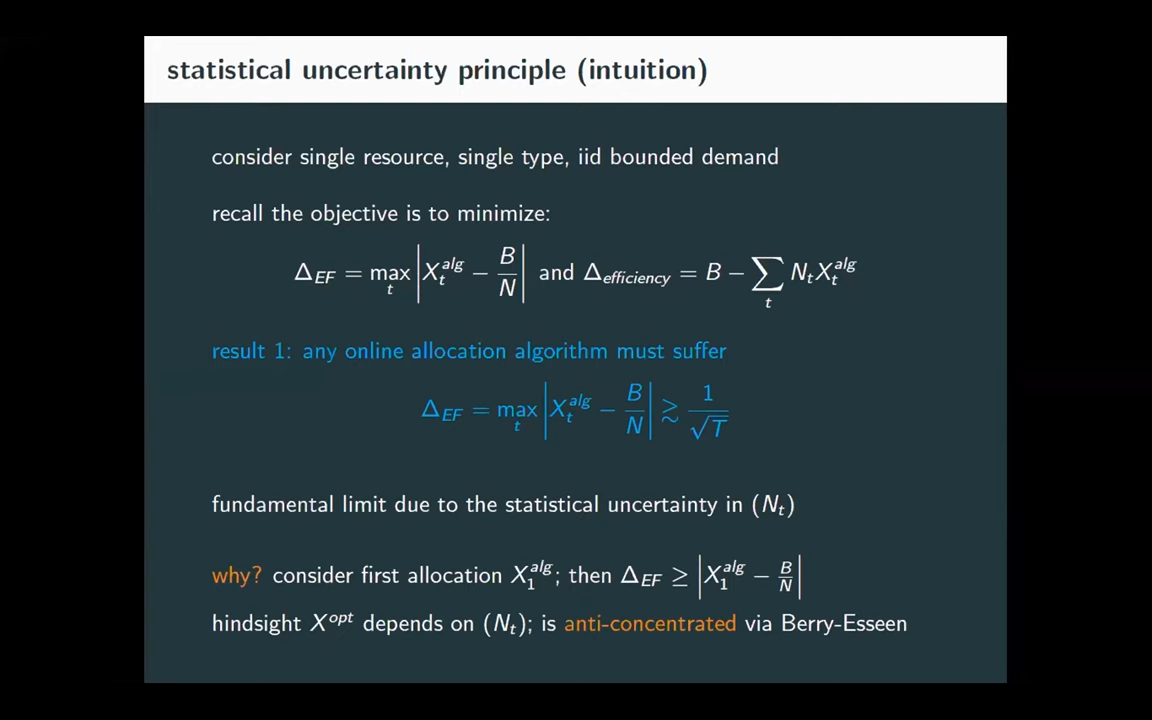 statistical uncertainty principle (intuition)
consider single resource, single type, iid bounded demand
recall the objective is to minimize:
Δ_EF = max_t |X_t^alg − B/N| and Δ_efficiency = B − ∑_t N_t X_t^alg
result 1: any online allocation algorithm must suffer
Δ_EF = max_t |X_t^alg − B/N| ≳ 1/√T
fundamental limit due to the statistical uncertainty in (N_t)
why? consider first allocation X_1^alg; then Δ_EF ≥ |X_1^alg − B/N|
hindsight X^opt depends on (N_t); is anti-concentrated via Berry-Esseen